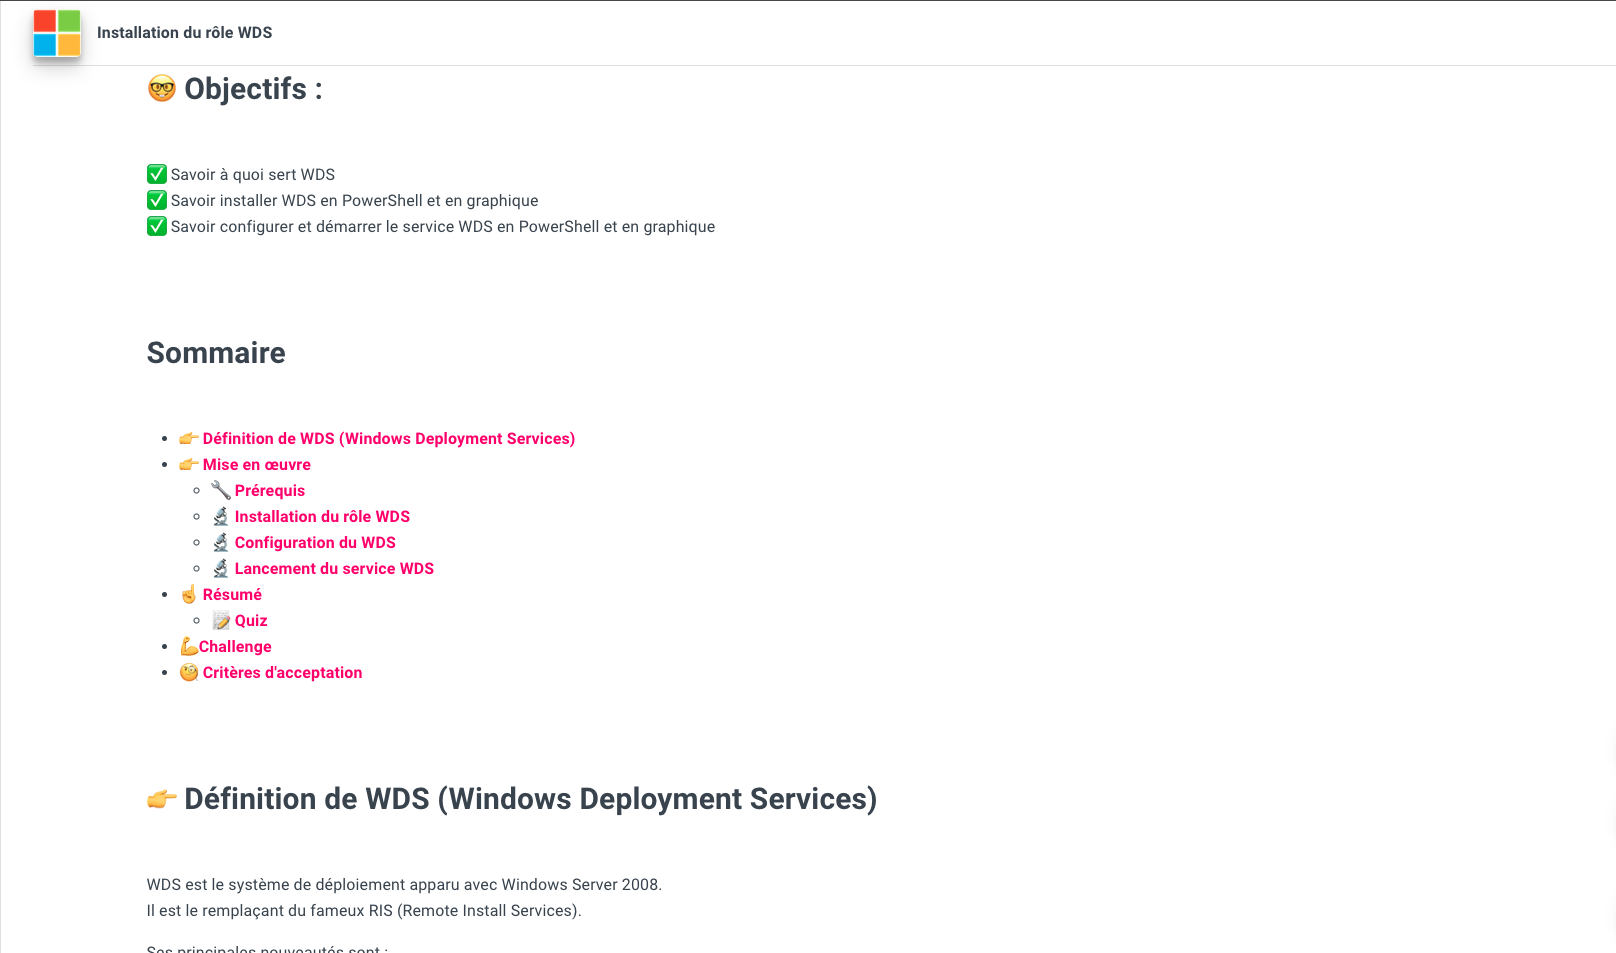 Installation du rôle WDS
🤓 Objectifs :
✅ Savoir à quoi sert WDS
✅ Savoir installer WDS en PowerShell et en graphique
✅ Savoir configurer et démarrer le service WDS en PowerShell et en graphique
Sommaire
👉 Définition de WDS (Windows Deployment Services)
👉 Mise en œuvre
🔧 Prérequis
🔬 Installation du rôle WDS
🔬 Configuration du WDS
🔬 Lancement du service WDS
☝️ Résumé
📝 Quiz
💪Challenge
🧐 Critères d'acceptation
👉 Définition de WDS (Windows Deployment Services)
WDS est le système de déploiement apparu avec Windows Server 2008.
Il est le remplaçant du fameux RIS (Remote Install Services).
Ses principales nouveautés sont :